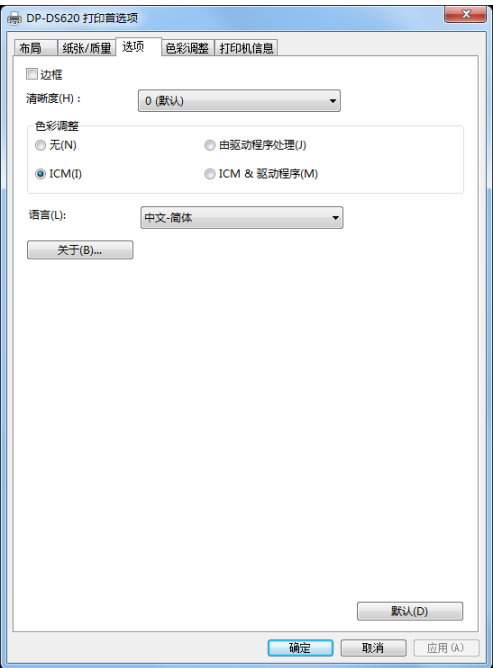 DP-DS620 打印首选项
布局 纸张/质量 选项 色彩调整 打印机信息
边框
清晰度(H)： 0 (默认)
色彩调整
无(N) 由驱动程序处理(J)
ICM(I) ICM & 驱动程序(M)
语言(L): 中文-简体
关于(B)...
默认(D)
确定 取消 应用(A)